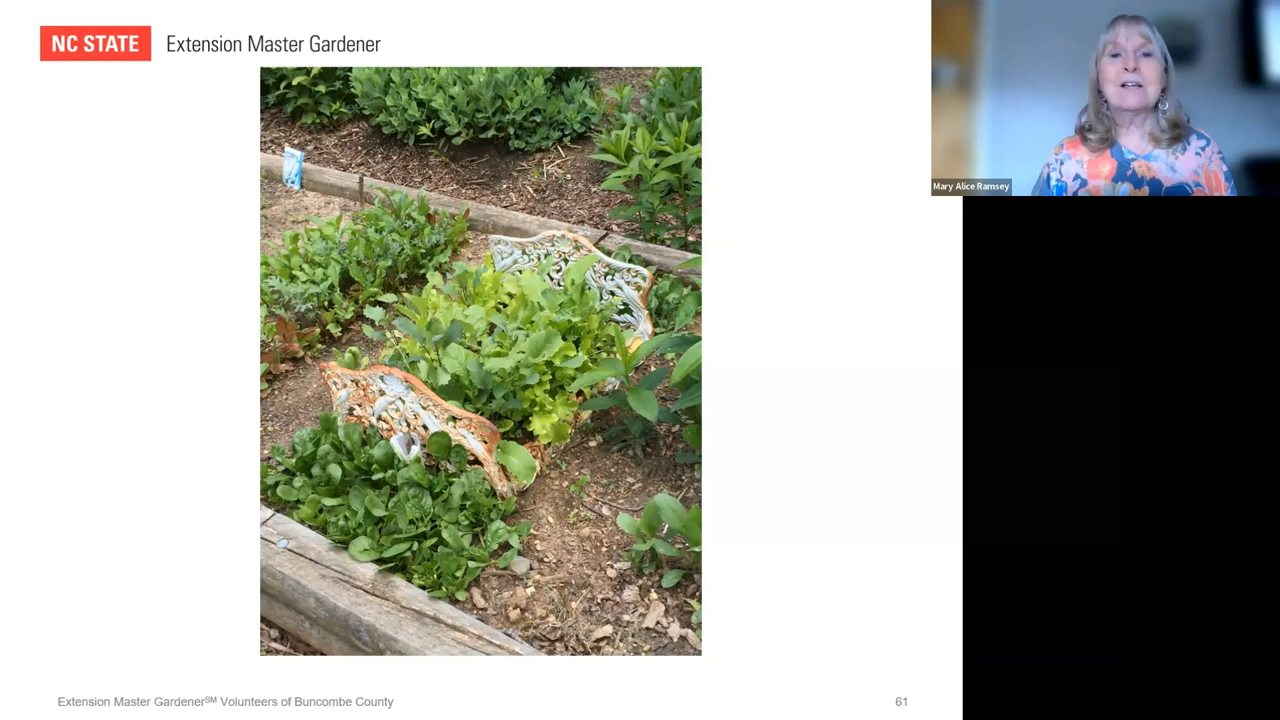 NC STATE Extension Master Gardener
Mary Alice Ramsey
Extension Master Gardener℠ Volunteers of Buncombe County
61